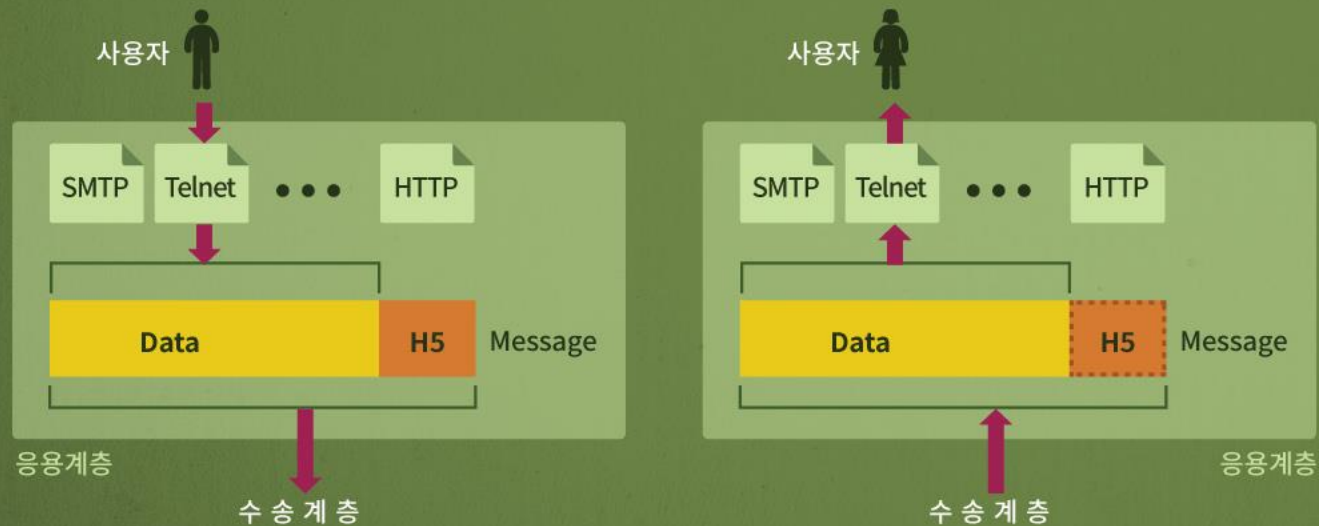 사용자
SMTP
Telnet
HTTP
Data
H5
Message
응용계층
수송계층
사용자
SMTP
Telnet
HTTP
Data
H5
Message
응용계층
수송계층